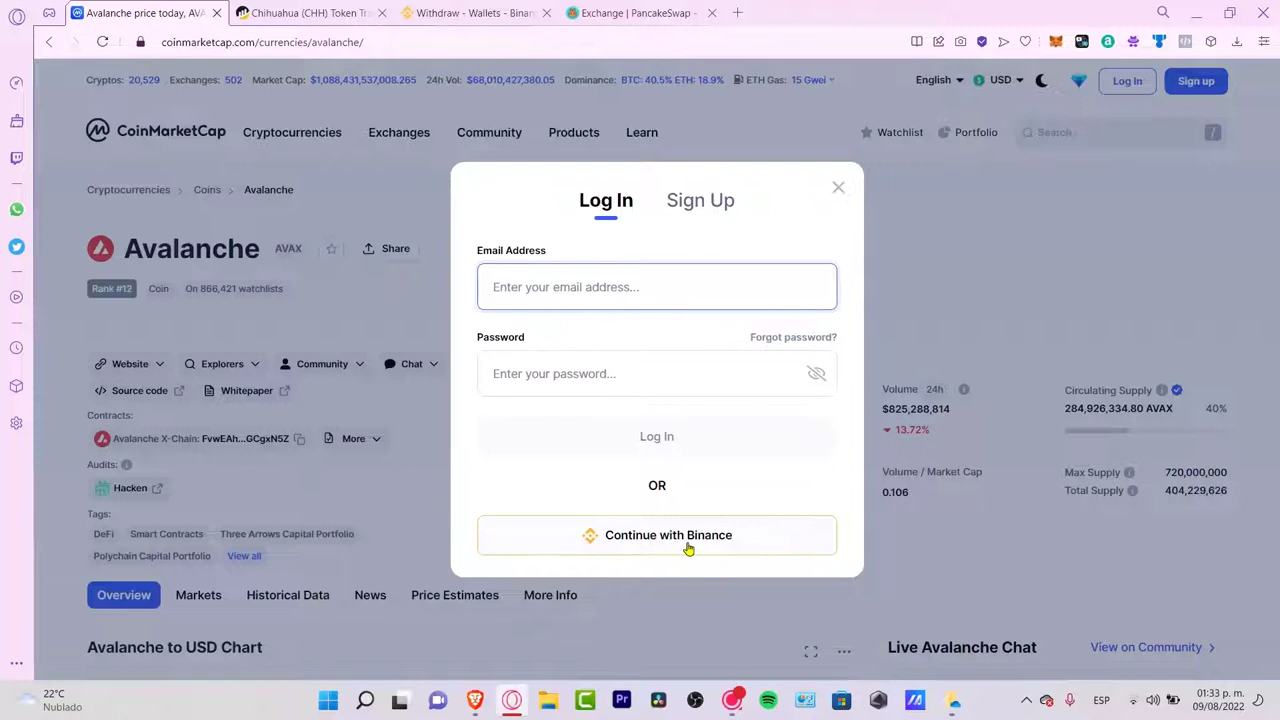 Avalanche price today, AV
Chihuahua (CHH) Token Tra
Withdraw - Wallets - Binan
Exchange | PancakeSwap -
coinmarketcap.com/currencies/avalanche/
Cryptos: 20,529 Exchanges: 502 Market Cap: $1,088,431,537,008.265 24h Vol: $68,010,427,380.05 Dominance: BTC: 40.5% ETH: 18.9% ETH Gas: 15 Gwei
English USD Log In Sign up
CoinMarketCap Cryptocurrencies Exchanges Community Products Learn Watchlist Portfolio Search /
Cryptocurrencies > Coins > Avalanche
Avalanche AVAX Share
Rank #12 Coin On 866,421 watchlists
Website Explorers Community Chat
Source code Whitepaper
Contracts:
Avalanche X-Chain: FvwEAh...GCgxN5Z More
Audits:
Hacken
Tags:
DeFi Smart Contracts Three Arrows Capital Portfolio
Polychain Capital Portfolio View all
Log In Sign Up
Email Address
Enter your email address...
Password Forgot password?
Enter your password...
Log In
OR
Continue with Binance
Volume 24h
$825,288,814
13.72%
Volume / Market Cap
0.106
Circulating Supply
284,926,334.80 AVAX 40%
Max Supply 720,000,000
Total Supply 404,229,626
Overview Markets Historical Data News Price Estimates More Info
Avalanche to USD Chart
Live Avalanche Chat View on Community >
22°C
Nublado
Pr
ESP
01:33 p. m.
09/08/2022